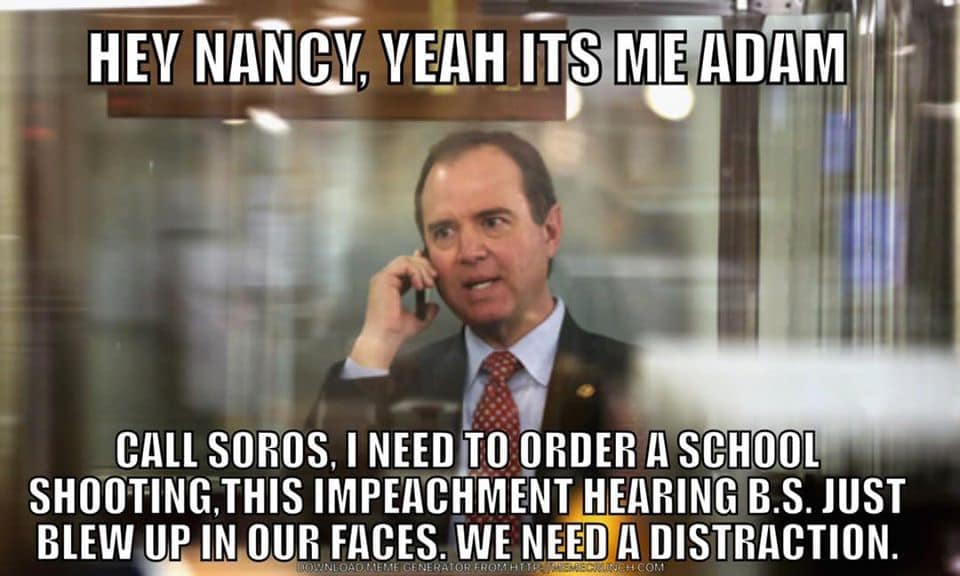 HEY NANCY, YEAH ITS ME ADAM
CALL SOROS, I NEED TO ORDER A SCHOOL
SHOOTING,THIS IMPEACHMENT HEARING B.S. JUST
BLEW UP IN OUR FACES. WE NEED A DISTRACTION.
DOWNLOAD MEME GENERATOR FROM HTTP://MEMECRUNCH.COM